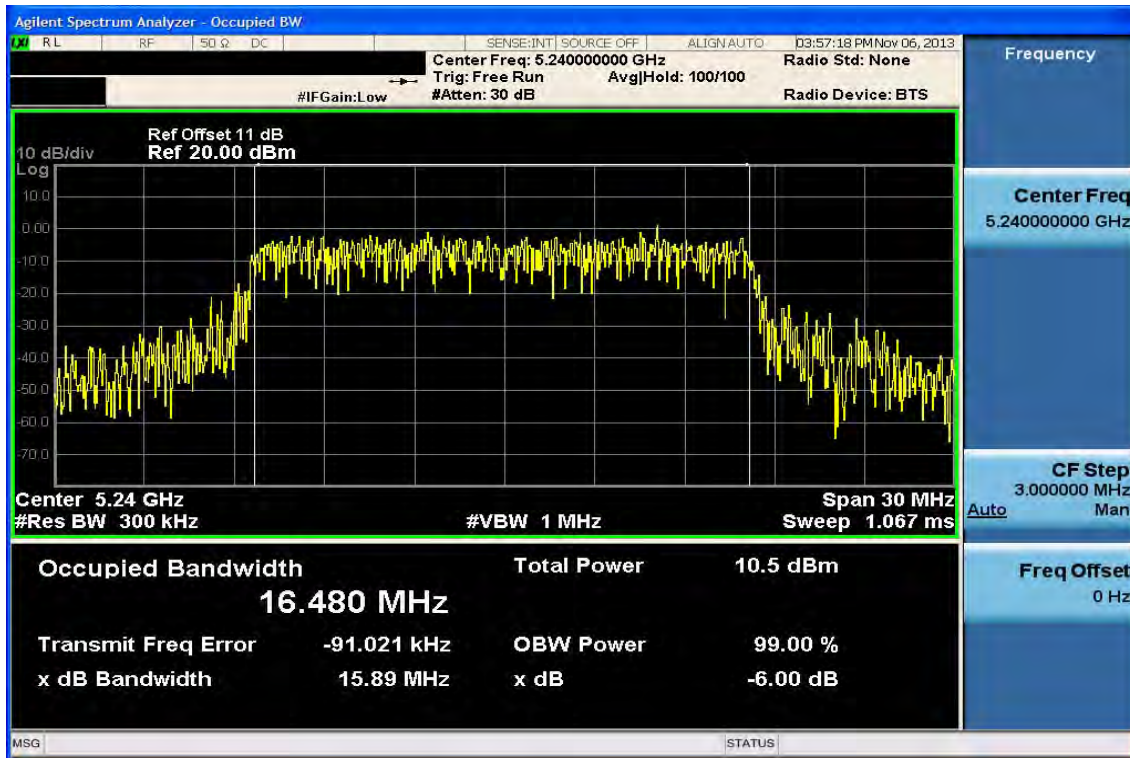 Agilent Spectrum Analyzer - Occupied BW
LXI RL RF 50 Ω DC SENSE:INT SOURCE OFF ALIGN AUTO 03:57:18 PM Nov 06, 2013
Center Freq: 5.240000000 GHz Radio Std: None
Trig: Free Run Avg|Hold: 100/100
#IFGain:Low #Atten: 30 dB Radio Device: BTS
Ref Offset 11 dB
10 dB/div Ref 20.00 dBm
Log
10.0
0.00
-10.0
-20.0
-30.0
-40.0
-50.0
-60.0
-70.0
Center 5.24 GHz Span 30 MHz
#Res BW 300 kHz #VBW 1 MHz Sweep 1.067 ms
Occupied Bandwidth Total Power 10.5 dBm
16.480 MHz
Transmit Freq Error -91.021 kHz OBW Power 99.00 %
x dB Bandwidth 15.89 MHz x dB -6.00 dB
MSG STATUS
Frequency
Center Freq
5.240000000 GHz
CF Step
3.000000 MHz
Auto Man
Freq Offset
0 Hz